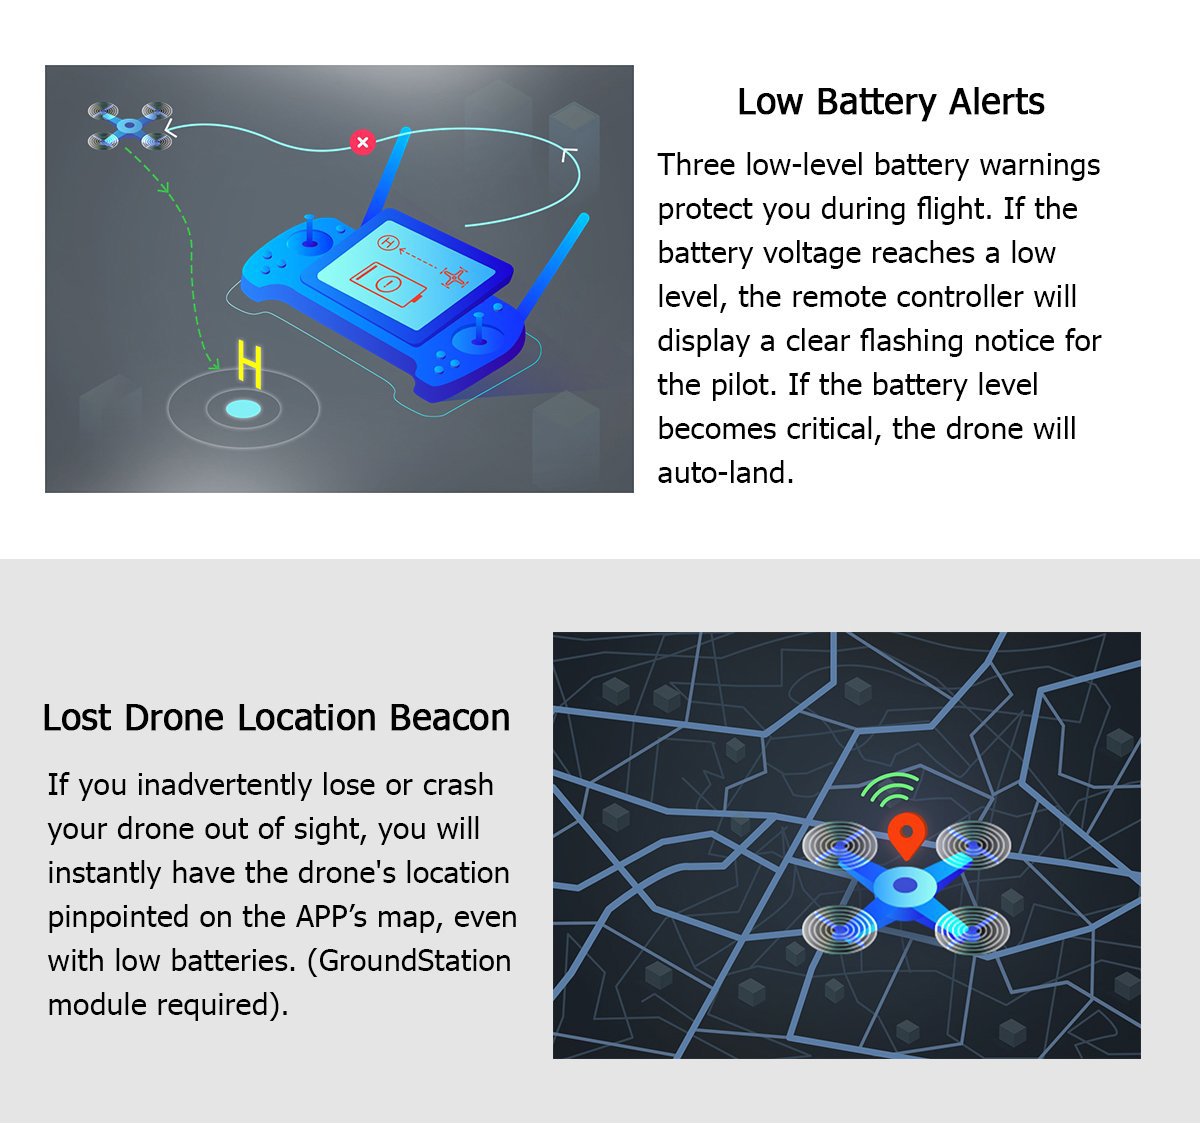 Low Battery Alerts
Three low-level battery warnings
protect you during flight. If the
battery voltage reaches a low
level, the remote controller will
display a clear flashing notice for
the pilot. If the battery level
becomes critical, the drone will
auto-land.
H
H
Lost Drone Location Beacon
If you inadvertently lose or crash
your drone out of sight, you will
instantly have the drone's location
pinpointed on the APP’s map, even
with low batteries. (GroundStation
module required).